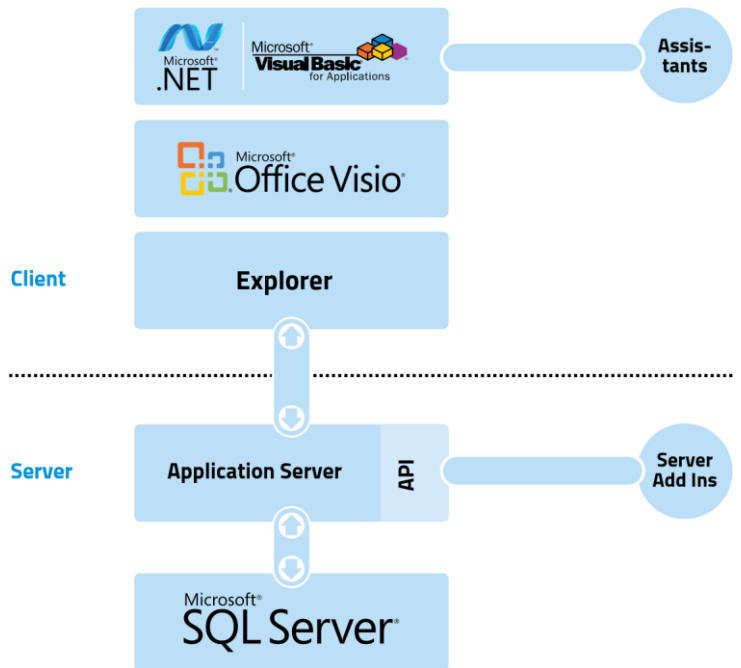 Microsoft®
.NET
Microsoft®
Visual Basic®
for Applications
Assis-
tants
Microsoft®
Office Visio®
Client
Explorer
Server
Application Server
API
Server
Add Ins
Microsoft®
SQL Server®